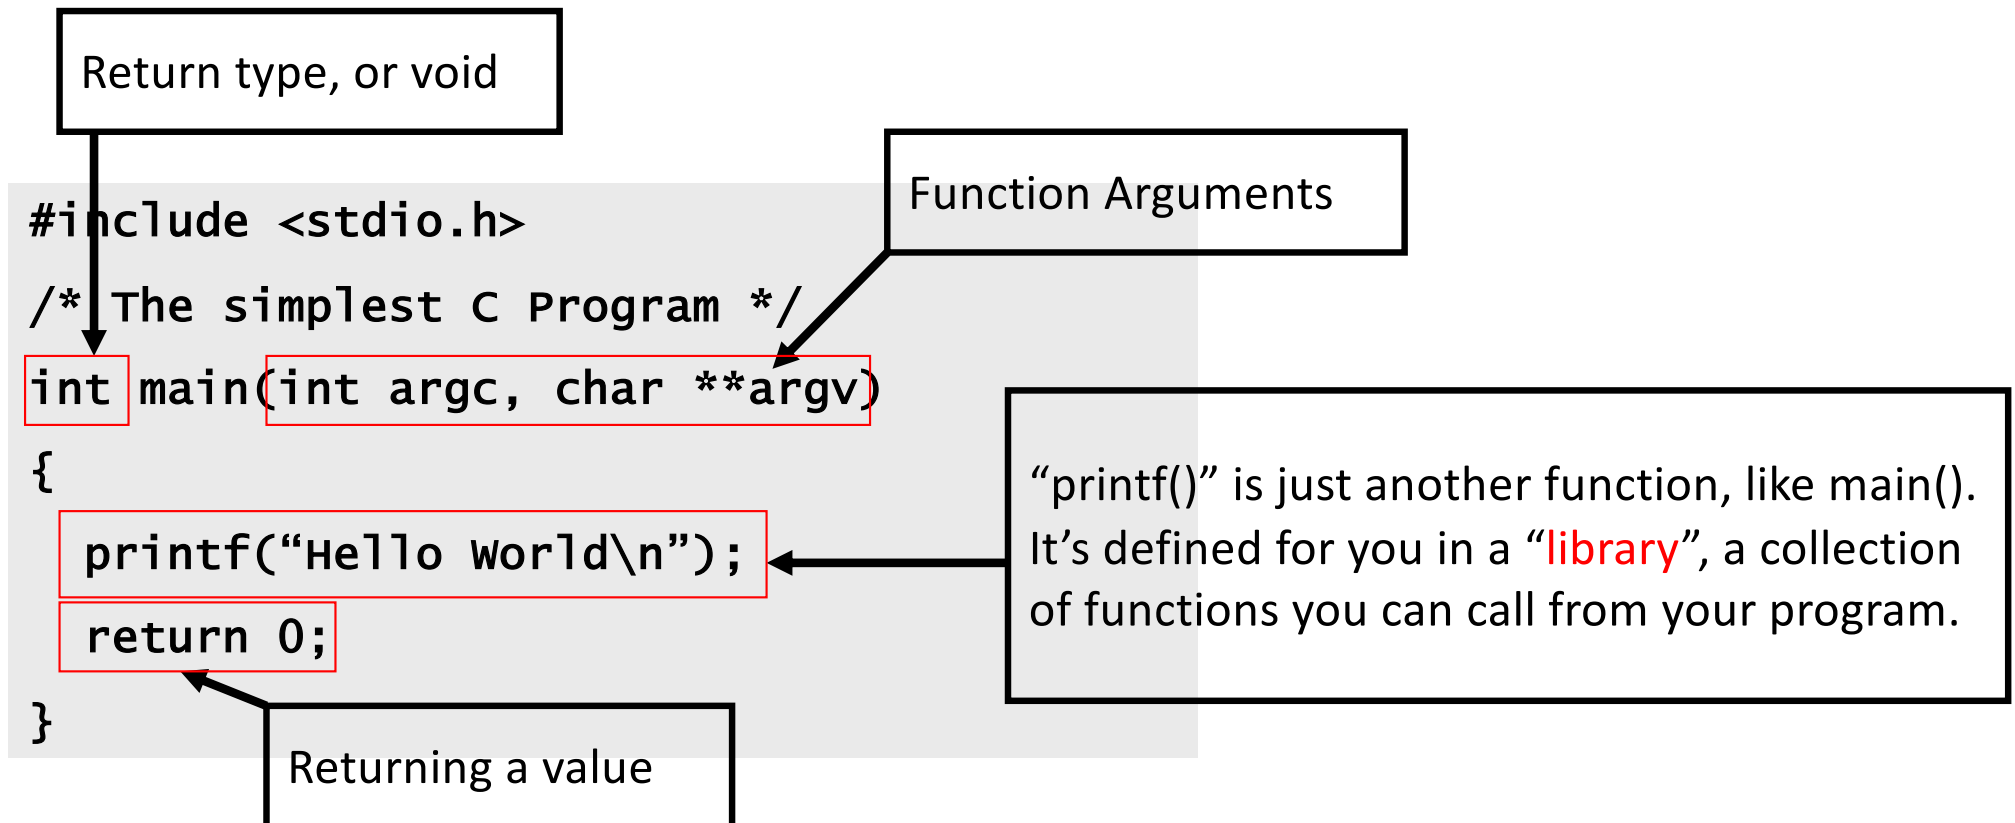 Return type, or void
Function Arguments
#include <stdio.h>
/* The simplest C Program */
int main(int argc, char **argv)
{
printf(“Hello World\n”);
return 0;
}
“printf()” is just another function, like main().
It’s defined for you in a “library”, a collection
of functions you can call from your program.
Returning a value